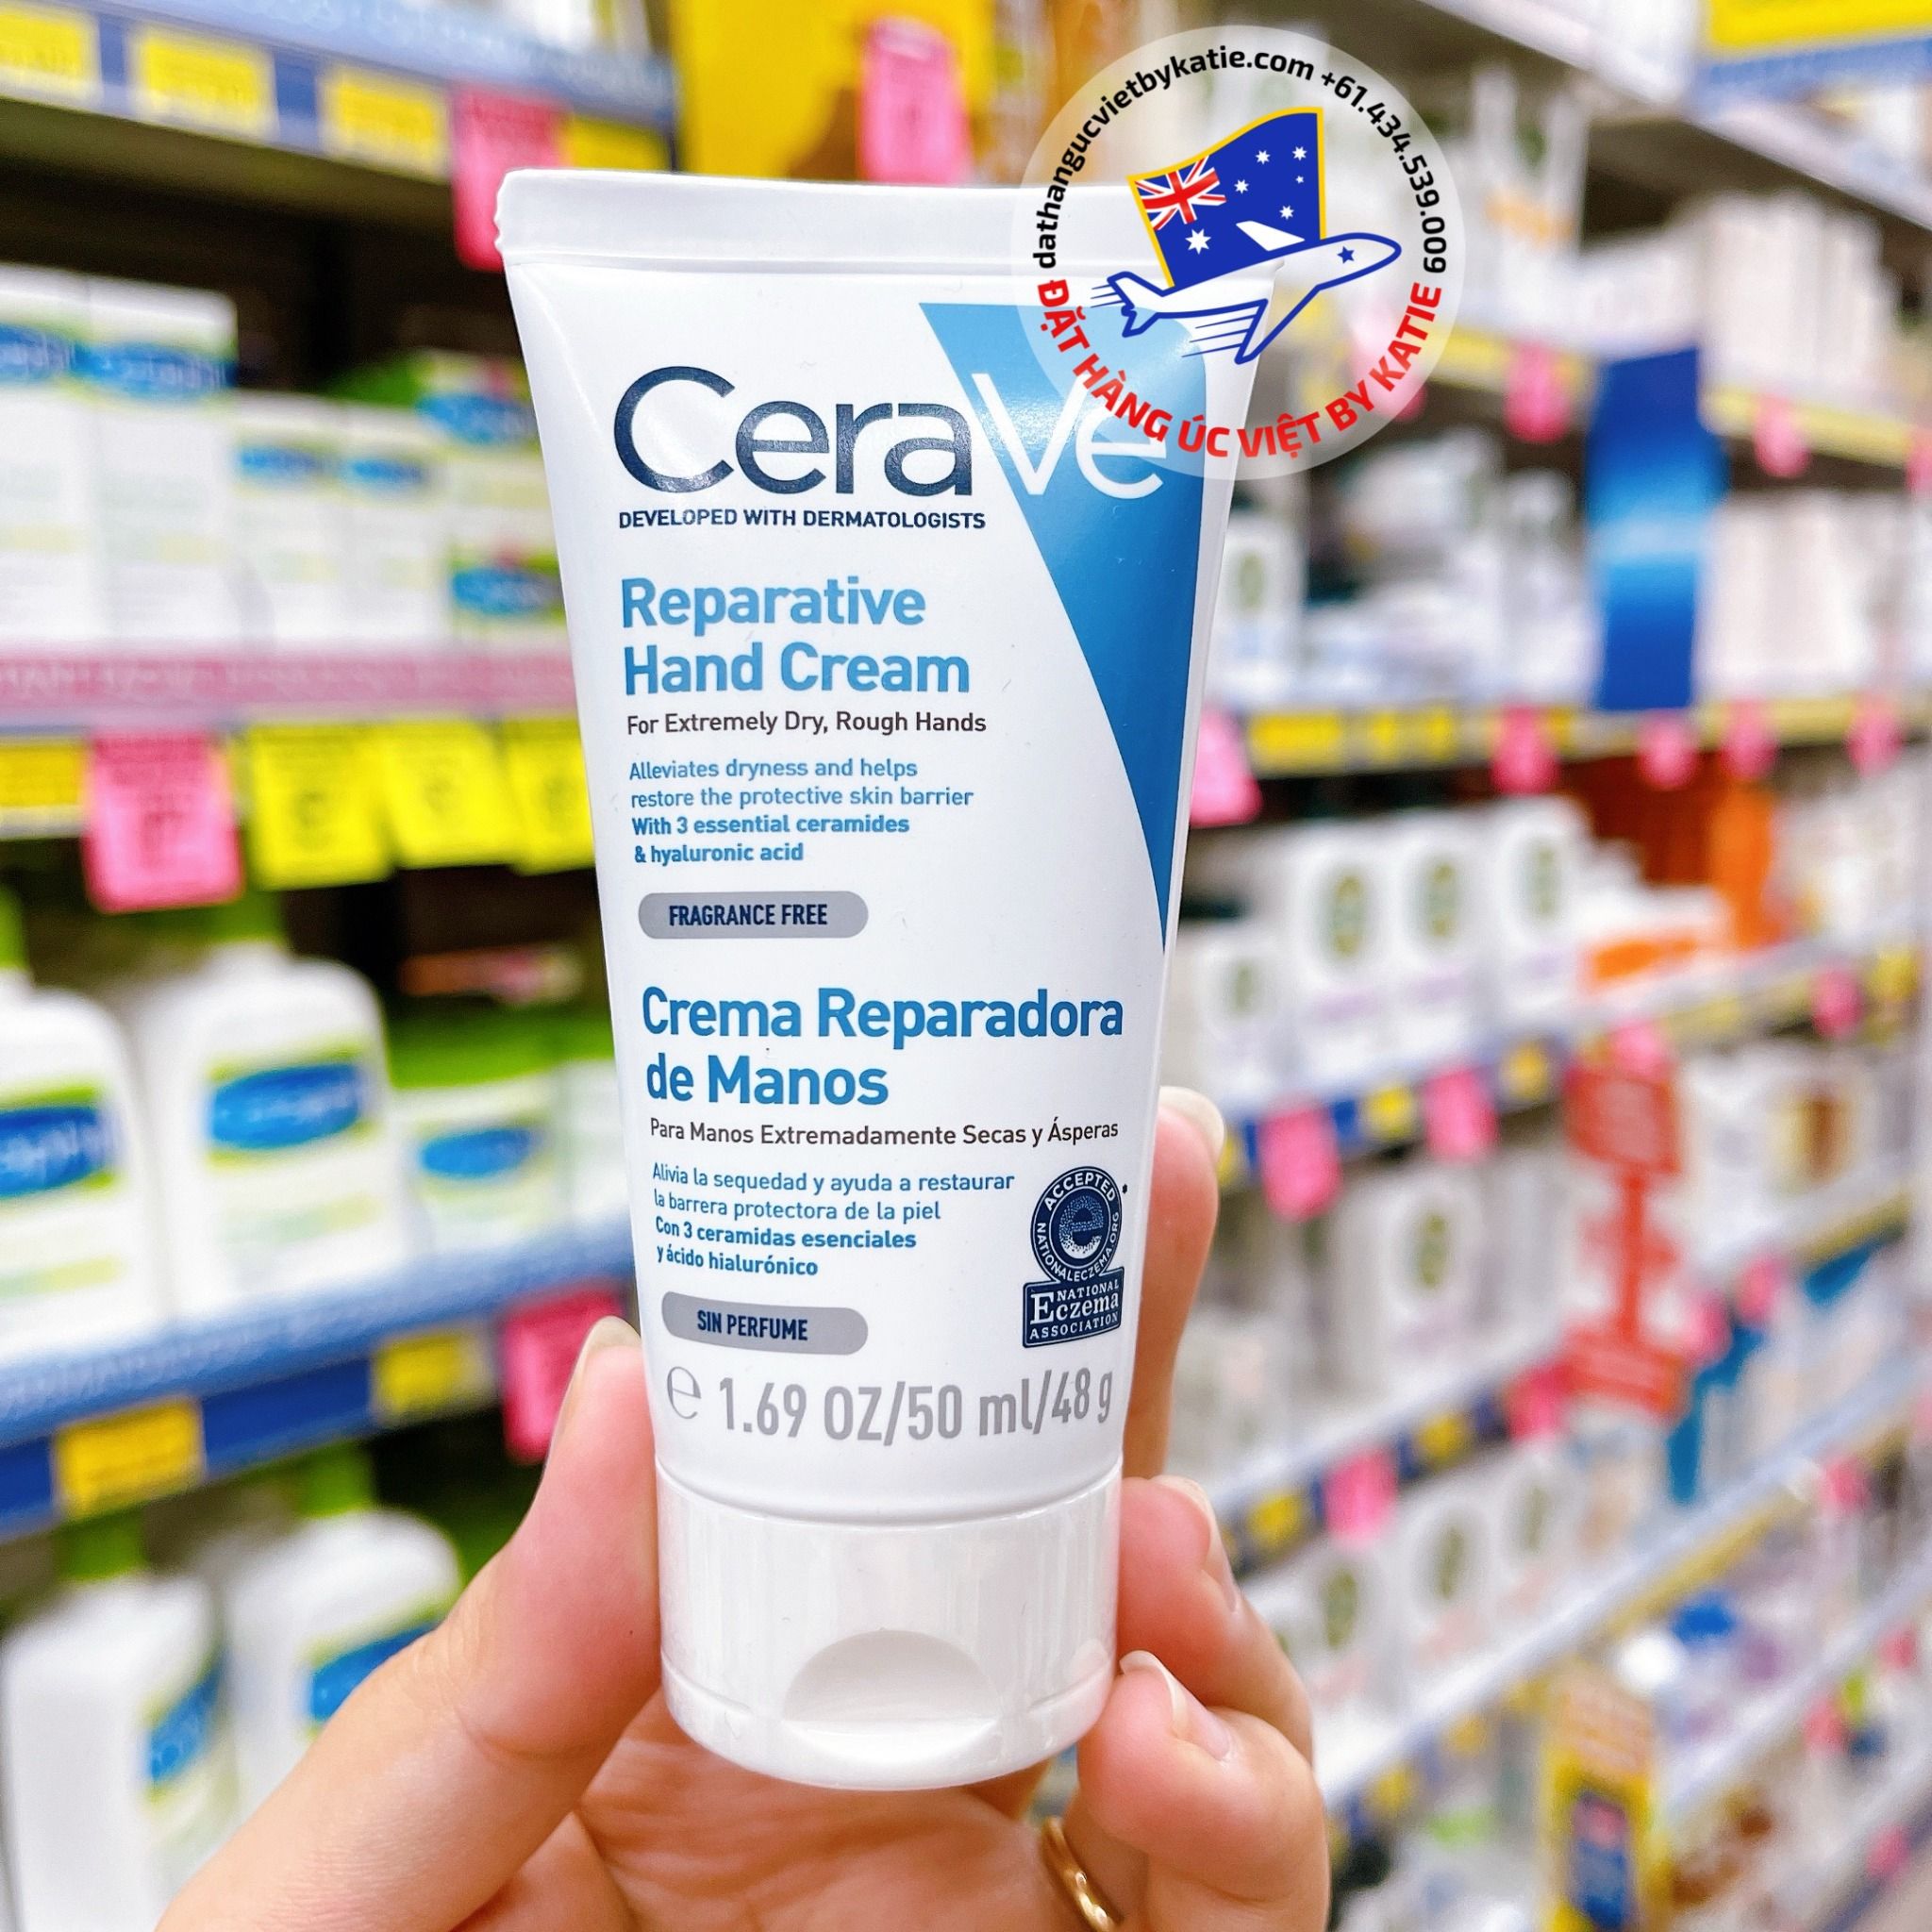 dathangucvietbykatie.com +61.434.539.009
ĐẶT HÀNG ÚC VIỆT BY KATIE
CeraVe
DEVELOPED WITH DERMATOLOGISTS
Reparative
Hand Cream
For Extremely Dry, Rough Hands
Alleviates dryness and helps
restore the protective skin barrier
With 3 essential ceramides
& hyaluronic acid
FRAGRANCE FREE
Crema Reparadora
de Manos
Para Manos Extremadamente Secas y Ásperas
Alivia la sequedad y ayuda a restaurar
la barrera protectora de la piel
Con 3 ceramidas esenciales
y ácido hialurónico
ACCEPTED
NATIONALECZEMA.ORG
NATIONAL
Eczema
ASSOCIATION
SIN PERFUME
e 1.69 OZ/50 ml/48 g